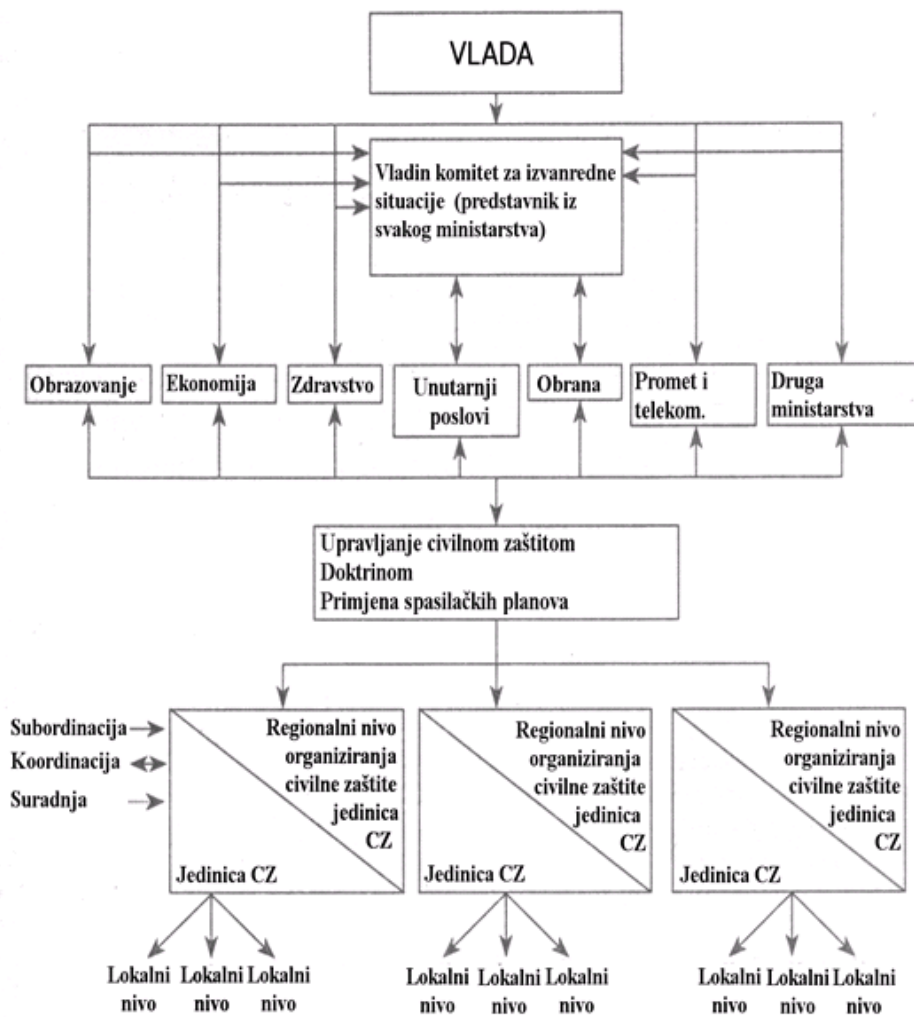 VLADA
Vladin komitet za izvanredne
situacije (predstavnik iz
svakog ministarstva)
Obrazovanje
Ekonomija
Zdravstvo
Unutarnji
poslovi
Obrana
Promet i
telekom.
Druga
ministarstva
Upravljanje civilnom zaštitom
Doktrinom
Primjena spasilačkih planova
Subordinacija
Koordinacija
Suradnja
Regionalni nivo
organiziranja
civilne zaštite
jedinica
CZ
Jedinica CZ
Regionalni nivo
organiziranja
civilne zaštite
jedinica
CZ
Jedinica CZ
Regionalni nivo
organiziranja
civilne zaštite
jedinica
CZ
Jedinica CZ
Lokalni
nivo
Lokalni
nivo
Lokalni
nivo
Lokalni
nivo
Lokalni
nivo
Lokalni
nivo
Lokalni
nivo
Lokalni
nivo
Lokalni
nivo